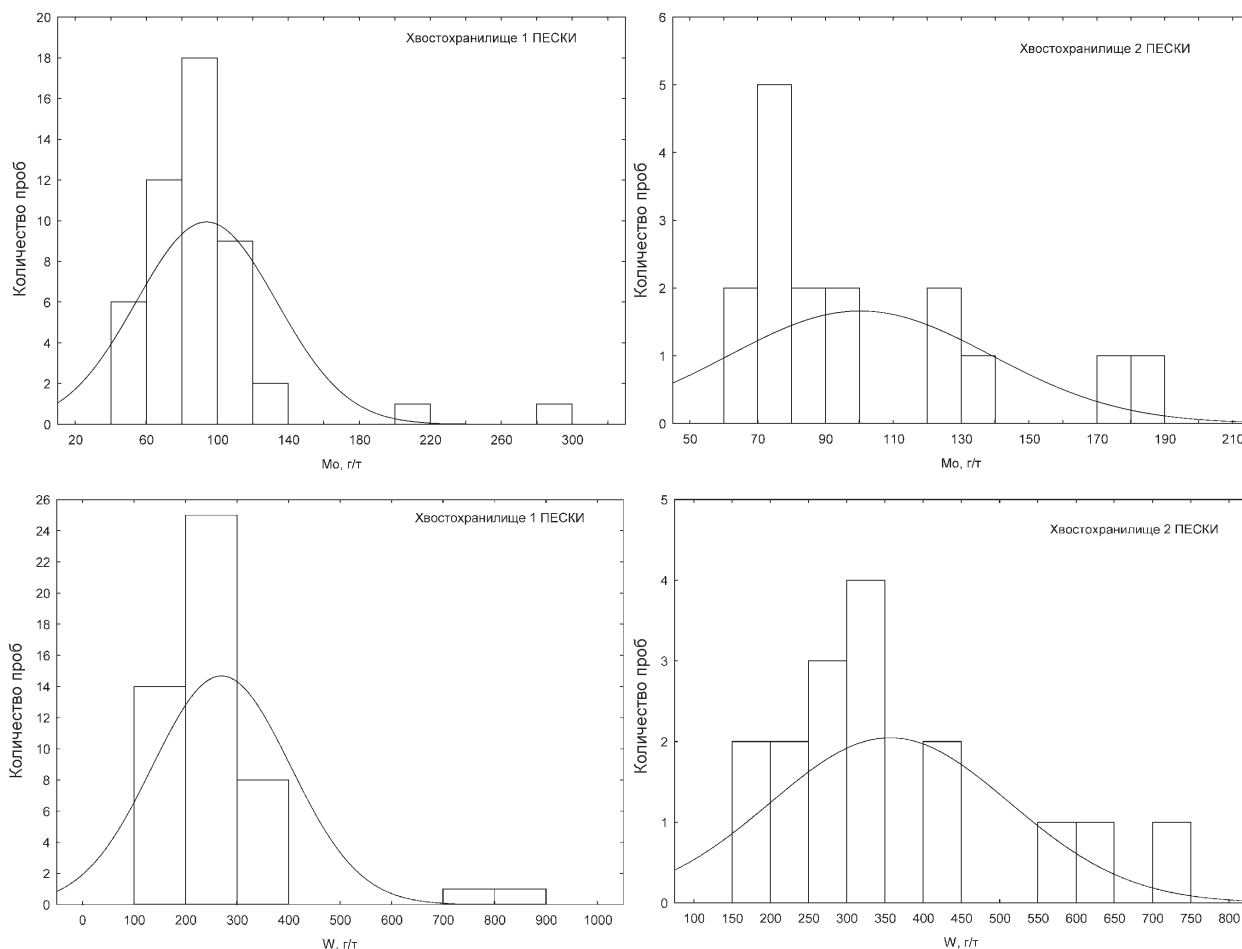 Хвостохранилище 1 ПЕСКИ
Количество проб
20
18
16
14
12
10
8
6
4
2
0
20 60 100 140 180 220 260 300
Mo, г/т
Хвостохранилище 2 ПЕСКИ
Количество проб
6
5
4
3
2
1
0
50 70 90 110 130 150 170 190 210
Mo, г/т
Хвостохранилище 1 ПЕСКИ
Количество проб
26
24
22
20
18
16
14
12
10
8
6
4
2
0
0 100 200 300 400 500 600 700 800 900 1000
W, г/т
Хвостохранилище 2 ПЕСКИ
Количество проб
5
4
3
2
1
0
100 150 200 250 300 350 400 450 500 550 600 650 700 750 800
W, г/т